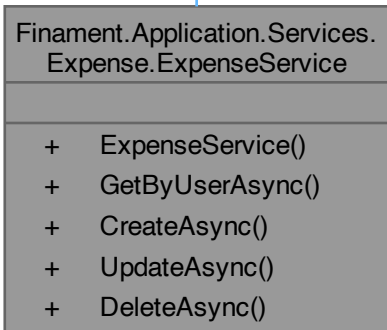 Finament.Application.Services.
Expense.ExpenseService
+ ExpenseService()
+ GetByUserAsync()
+ CreateAsync()
+ UpdateAsync()
+ DeleteAsync()